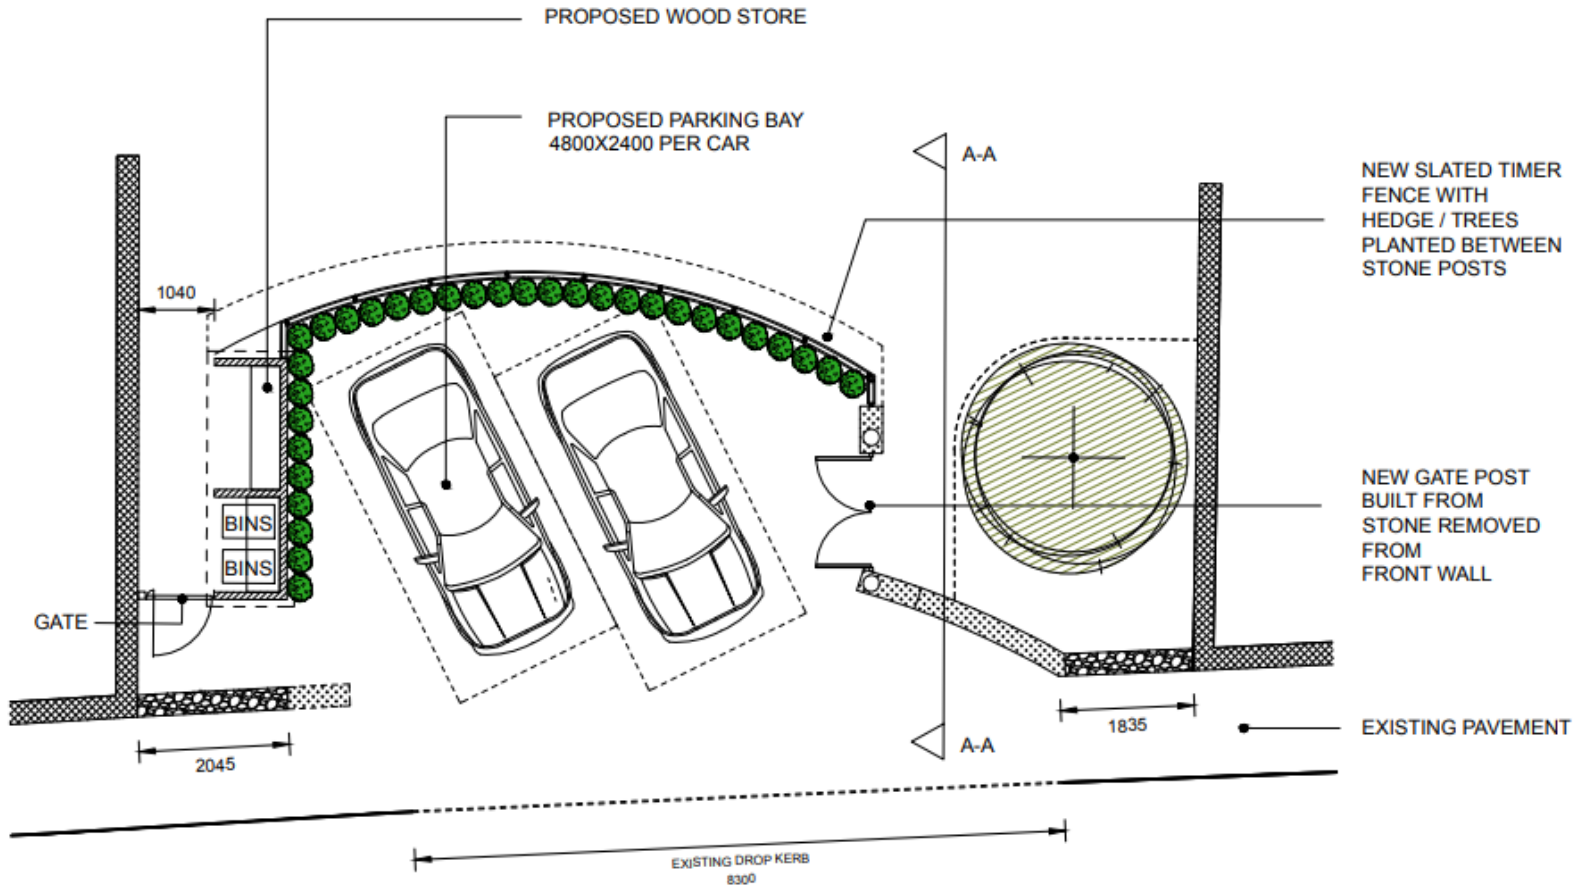 PROPOSED WOOD STORE
PROPOSED PARKING BAY
4800X2400 PER CAR
A-A
NEW SLATED TIMER
FENCE WITH
HEDGE / TREES
PLANTED BETWEEN
STONE POSTS
1040
NEW GATE POST
BUILT FROM
STONE REMOVED
FROM
FRONT WALL
BINS
BINS
GATE
1835
EXISTING PAVEMENT
A-A
2045
EXISTING DROP KERB
8300